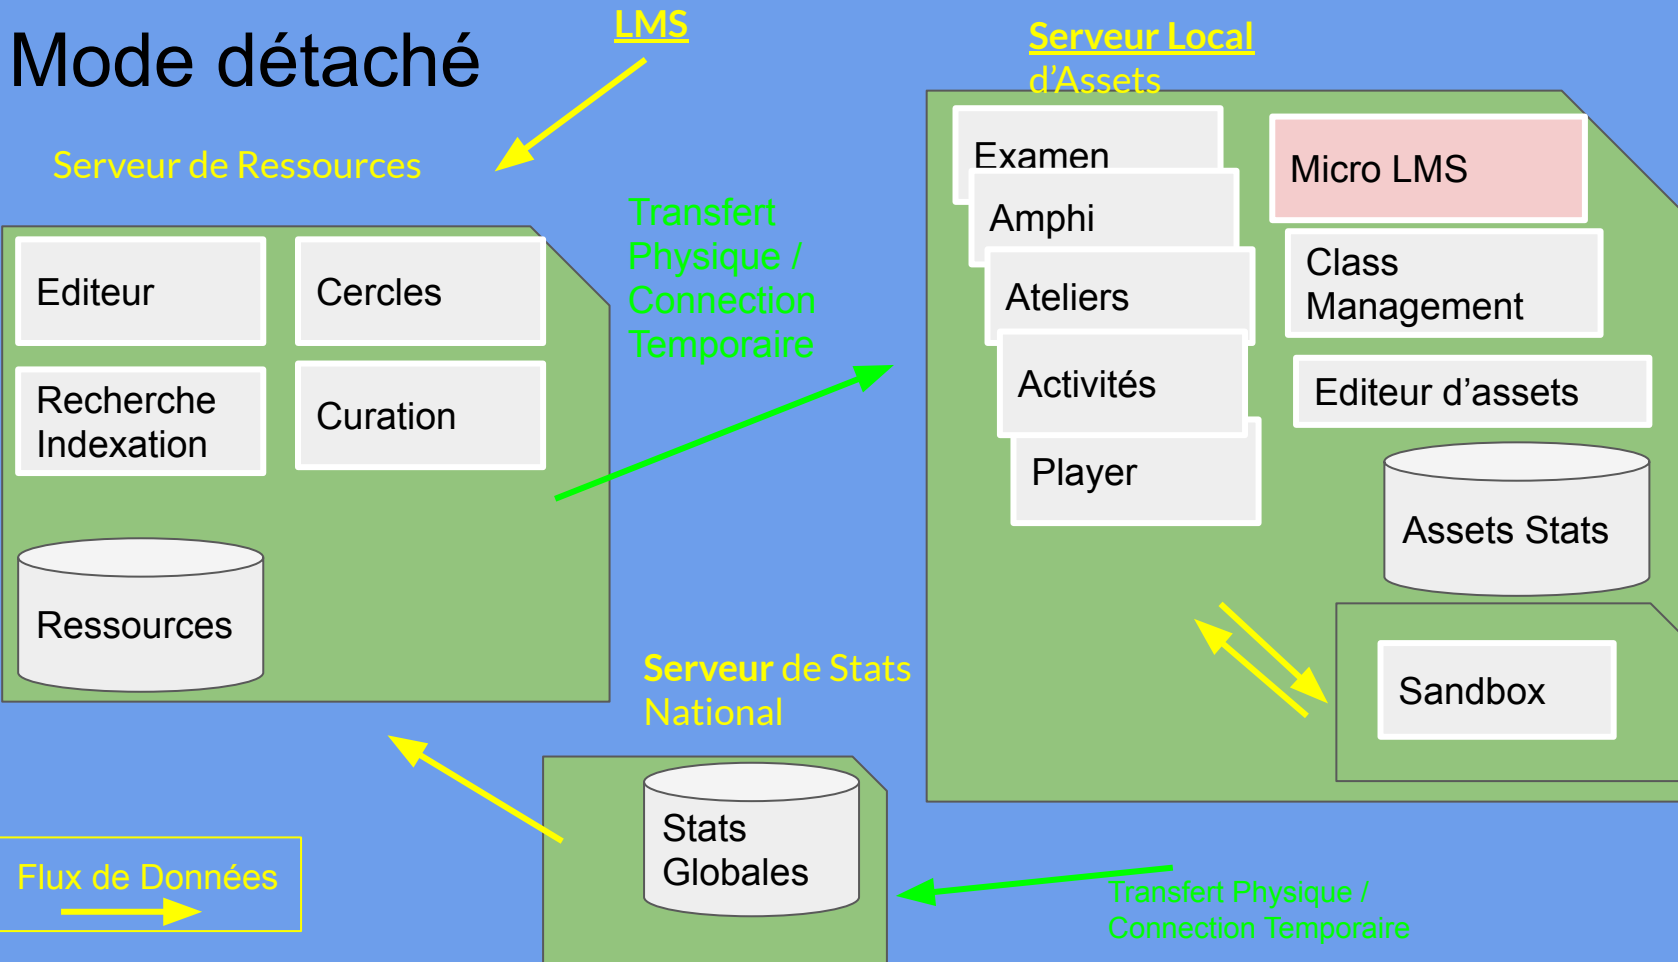 Mode détaché
LMS
Serveur Local
d'Assets
Serveur de Ressources
Editeur
Cercles
Recherche
Indexation
Curation
Ressources
Transfert
Physique /
Connection
Temporaire
Examen
Amphi
Ateliers
Activités
Player
Micro LMS
Class
Management
Editeur d'assets
Assets Stats
Sandbox
Serveur de Stats
National
Stats
Globales
Flux de Données
Transfert Physique /
Connection Temporaire